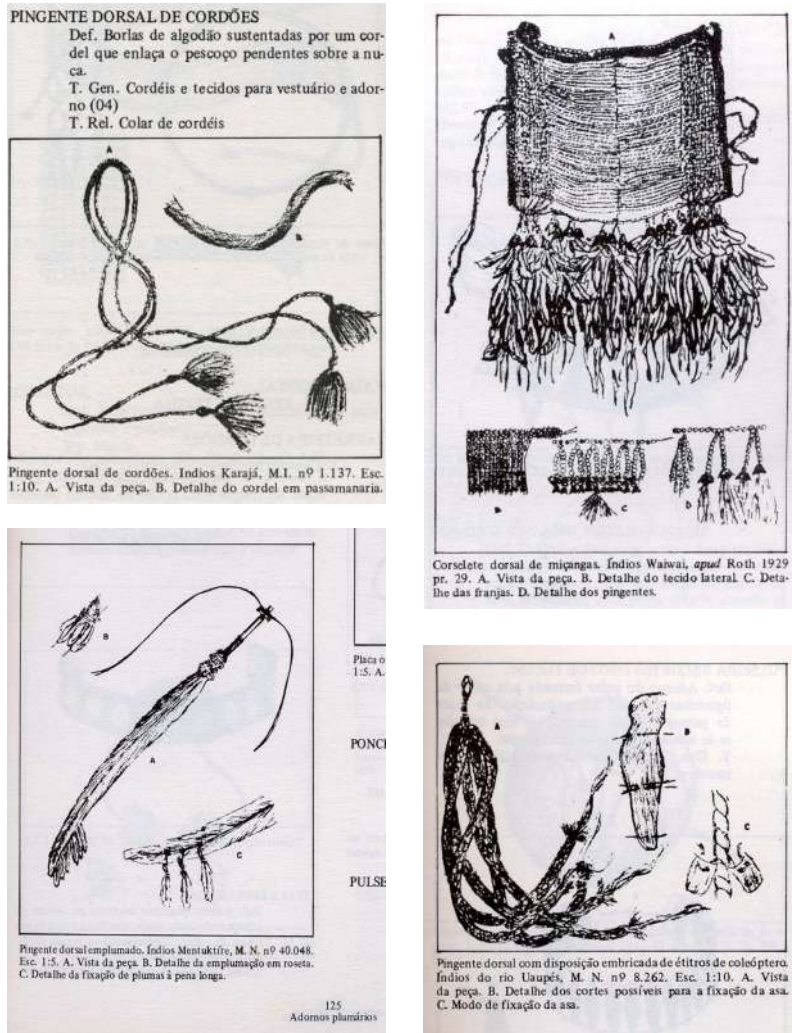 PINGENTE DORSAL DE CORDÕES
Def. Borlas de algodão sustentadas por um cor-
del que enlaça o pescoço pendentes sobre a nu-
ca.
T. Gen. Cordéis e tecidos para vestuário e ador-
no (04)
T. Rel. Colar de cordéis
A
B
Pingente dorsal de cordões. Indios Karajá, M.I. nº 1.137. Esc.
1:10. A. Vista da peça. B. Detalhe do cordel em passamanaria.
A
B
C
D
Corselete dorsal de miçangas. Índios Waiwai, apud Roth 1929
pr. 29. A. Vista da peça. B. Detalhe do tecido lateral. C. Deta-
lhe das franjas. D. Detalhe dos pingentes.
B
A
C
Pingente dorsal emplumado. Índios Mentuktíre, M. N. nº 40.048.
Esc. 1:5. A. Vista da peça. B. Detalhe da emplumação em roseta.
C. Detalhe da fixação de plumas à pena longa.
Placa
1:5. A.
PONC
PULSE
125
Adornos plumários
A
B
C
Pingente dorsal com disposição embricada de étitros de coleóptero.
Índios do rio Uaupés, M. N. nº 8.262. Esc. 1:10. A. Vista
da peça. B. Detalhe dos cortes possíveis para a fixação da asa.
C. Modo de fixação da asa.